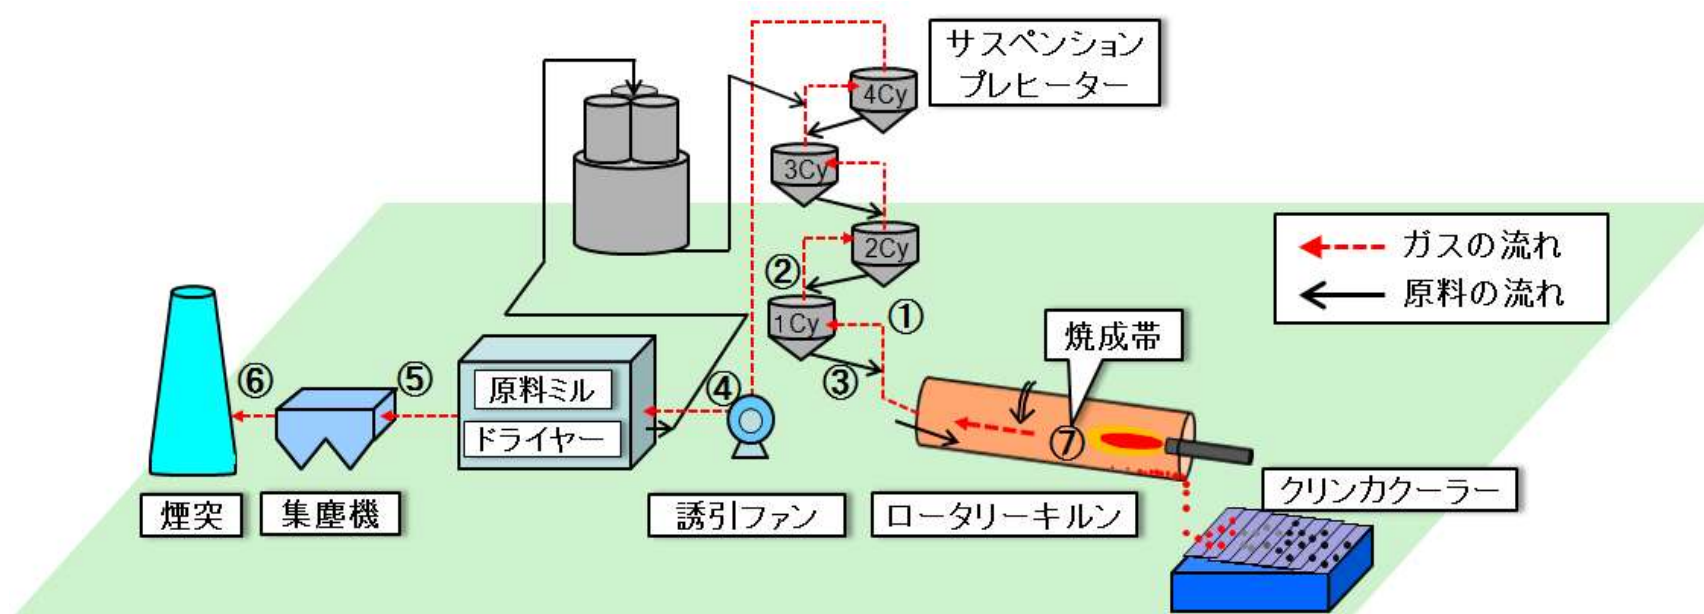 サスペンション
プレヒーター
4Cy
3Cy
2Cy
②
1Cy
①
③
ガスの流れ
原料の流れ
焼成帯
⑦
⑥
⑤
原料ミル
ドライヤー
④
煙突
集塵機
誘引ファン
ロータリーキルン
クリンカクーラー